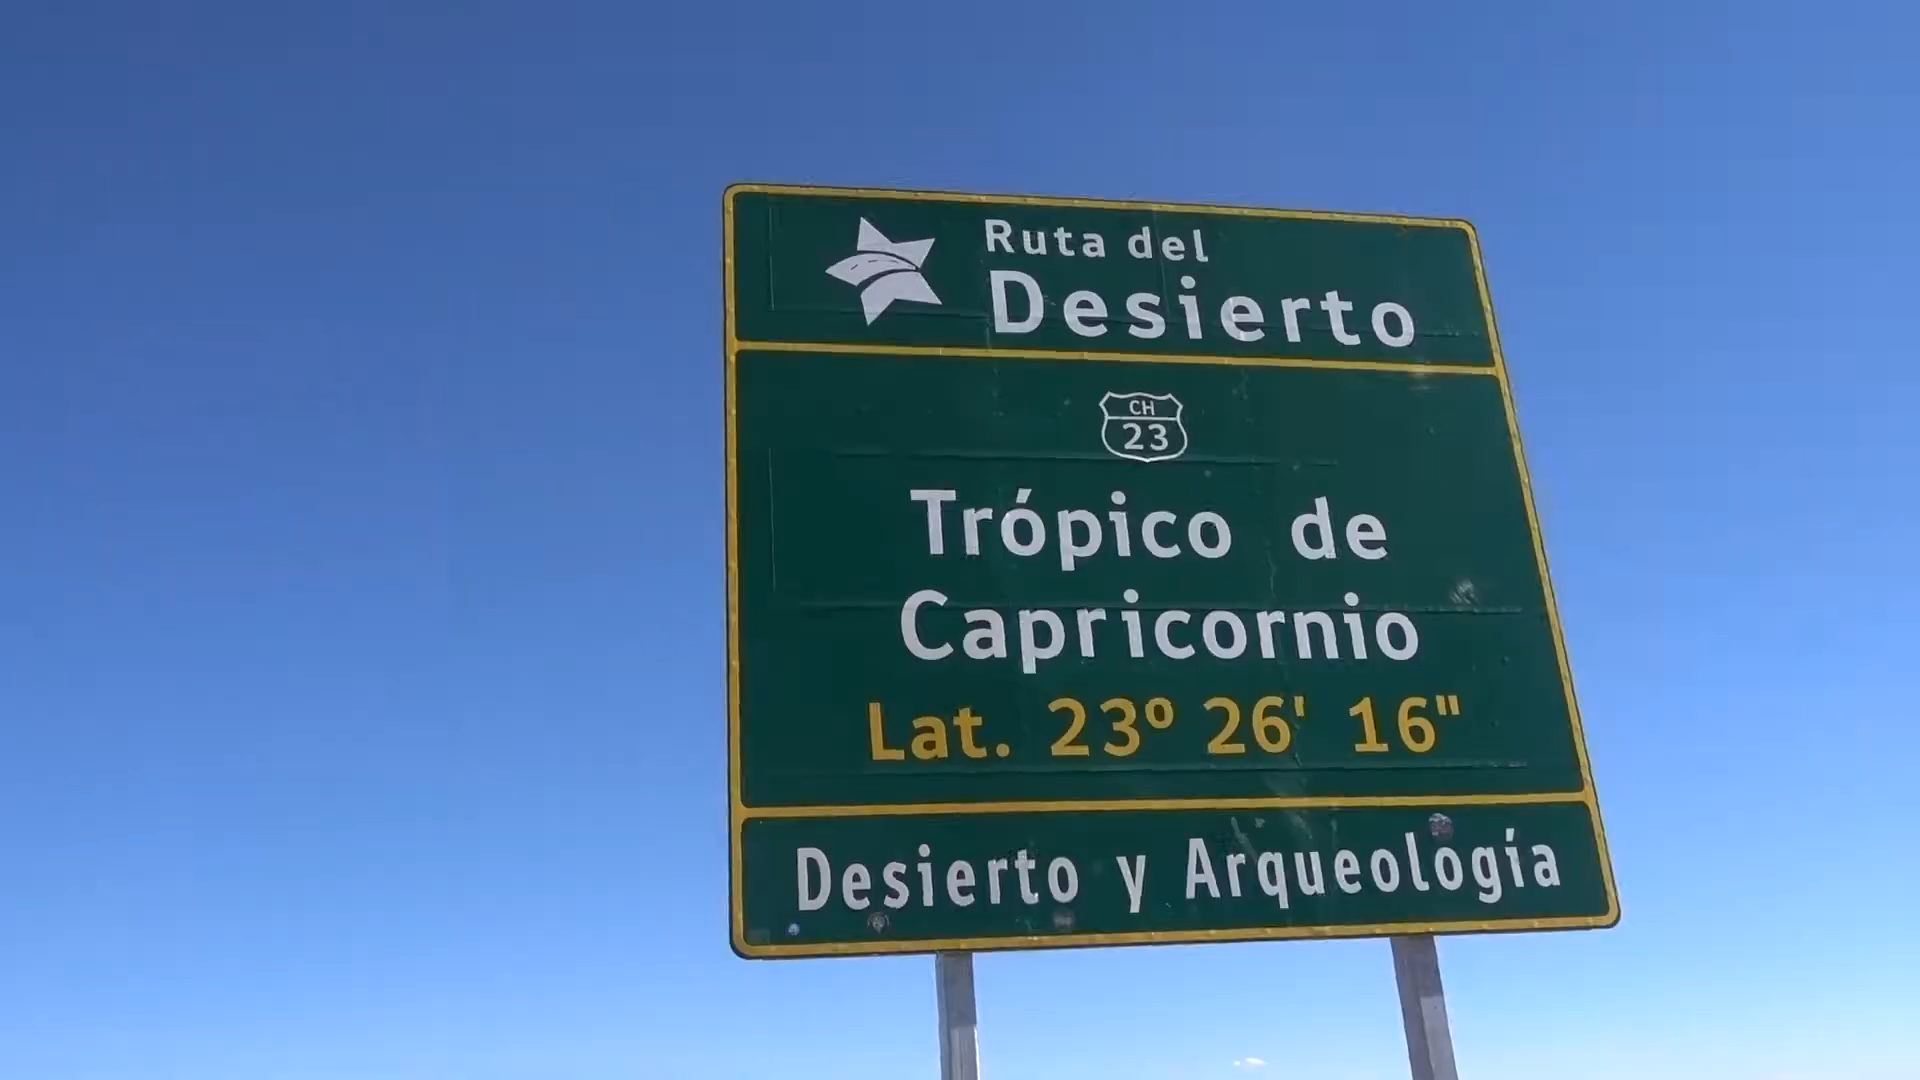 Ruta del
Desierto
CH
23
Trópico de
Capricornio
Lat. 23º 26' 16"
Desierto y Arqueología